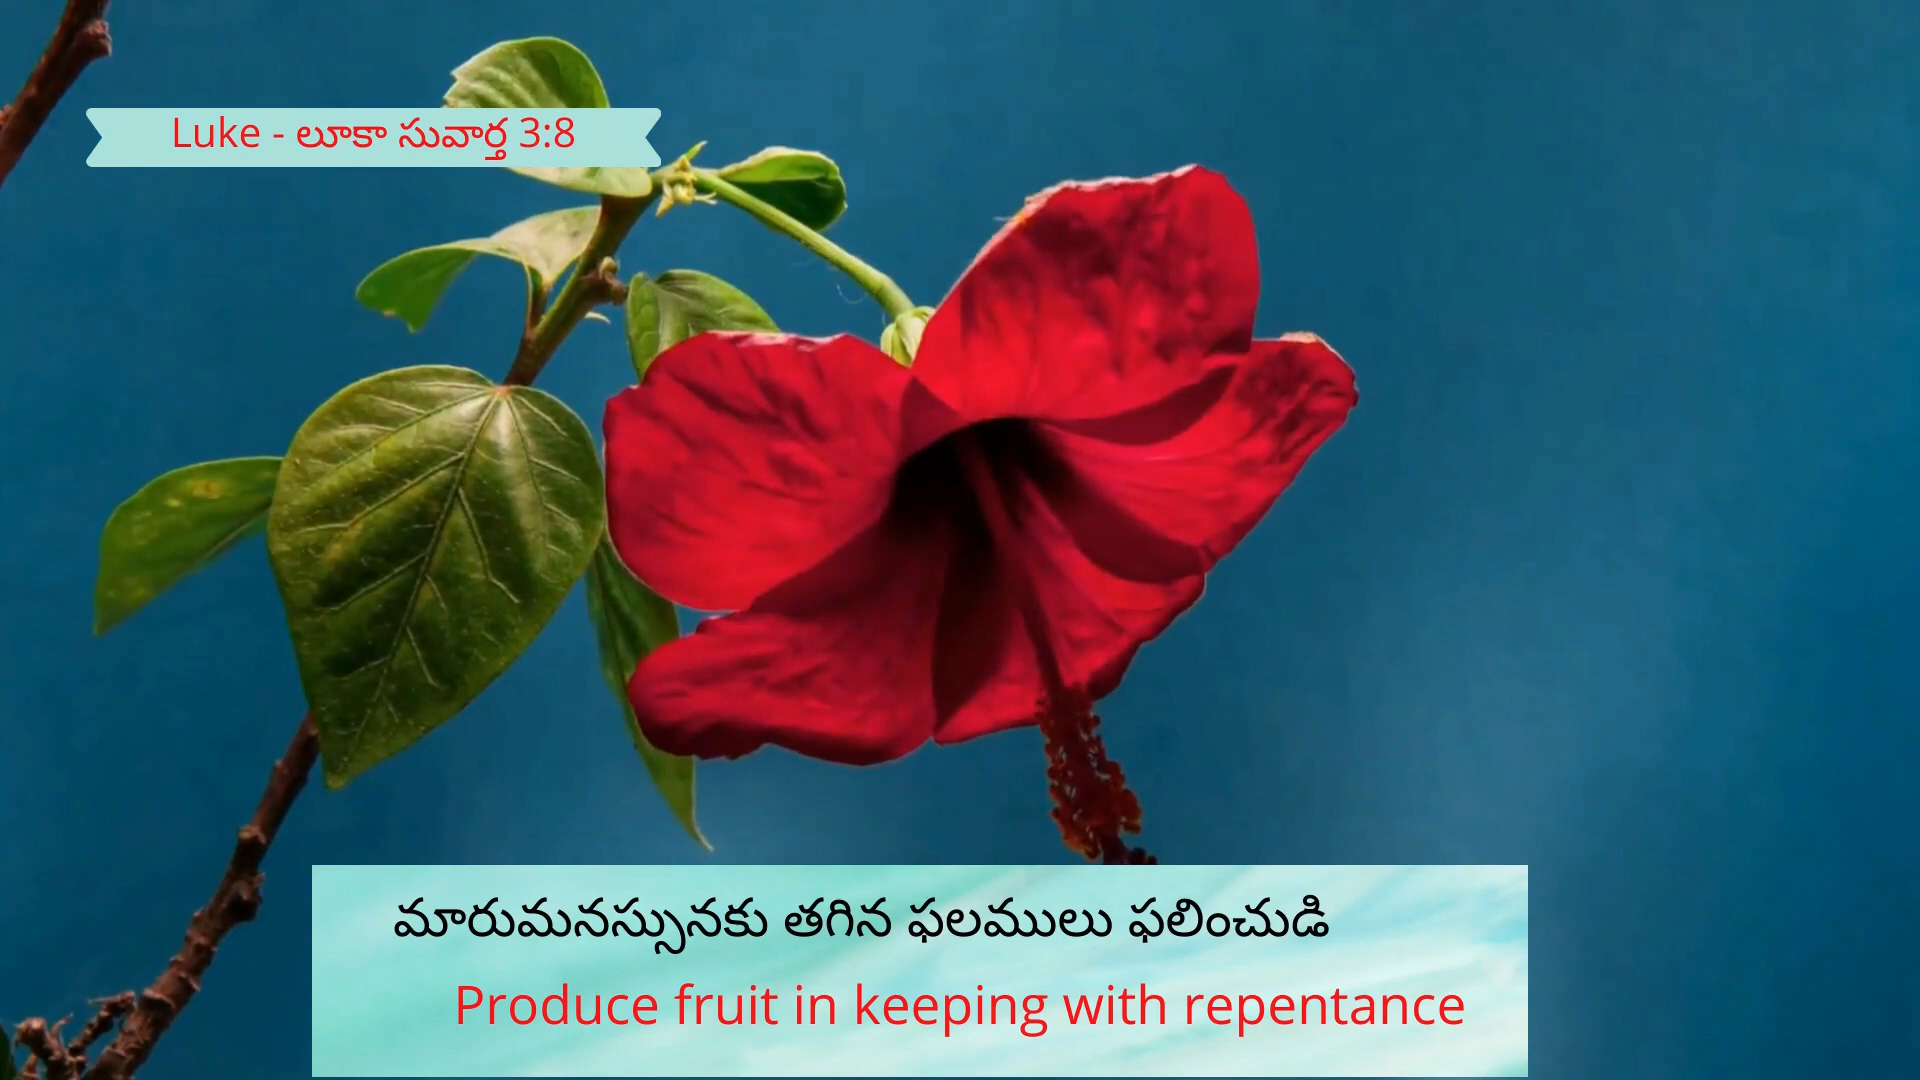 Luke - లూకా సువార్త 3:8
మారుమనస్సునకు తగిన ఫలములు ఫలించుడి
Produce fruit in keeping with repentance